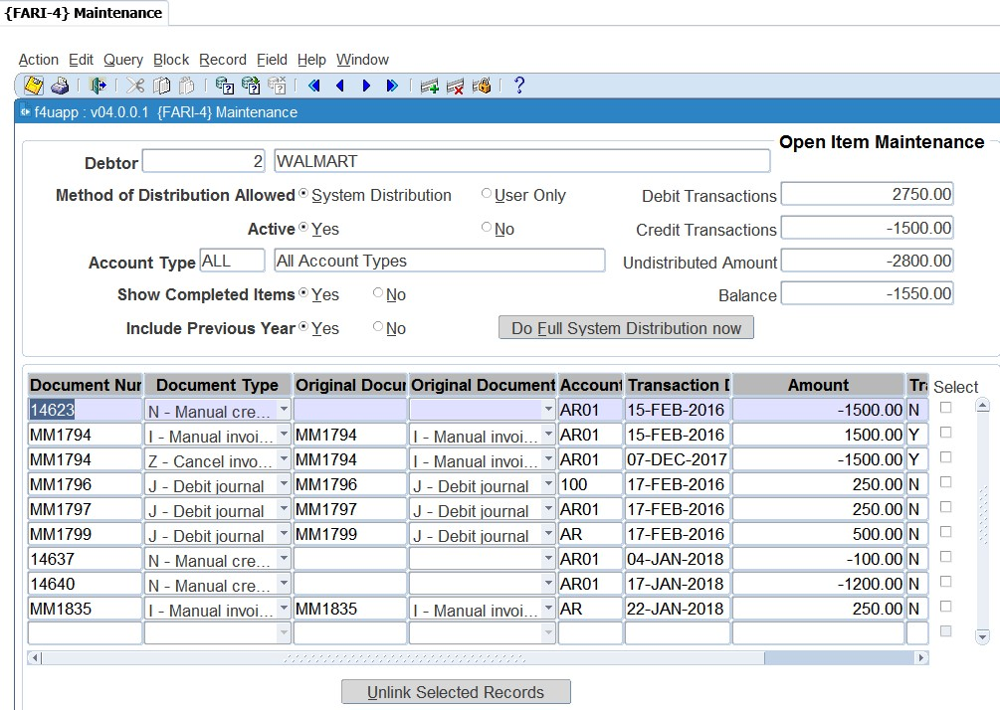 {FARI-4} Maintenance
Action Edit Query Block Record Field Help Window
f4uapp : v04.0.0.1 {FARI-4} Maintenance
Open Item Maintenance
Debtor 2 WALMART
Method of Distribution Allowed System Distribution User Only Debit Transactions 2750.00
Active Yes No Credit Transactions -1500.00
Account Type ALL All Account Types Undistributed Amount -2800.00
Show Completed Items Yes No Balance -1550.00
Include Previous Year Yes No Do Full System Distribution now
Document Nur Document Type Original Docur Original Document Account Transaction D Amount Tra Select
14623 N - Manual cre... AR01 15-FEB-2016 -1500.00 N
MM1794 I - Manual invoi... MM1794 I - Manual invoi... AR01 15-FEB-2016 1500.00 Y
MM1794 Z - Cancel invo... MM1794 I - Manual invoi... AR01 07-DEC-2017 -1500.00 Y
MM1796 J - Debit journal MM1796 J - Debit journal 100 17-FEB-2016 250.00 N
MM1797 J - Debit journal MM1797 J - Debit journal AR01 17-FEB-2016 250.00 N
MM1799 J - Debit journal MM1799 J - Debit journal AR 17-FEB-2016 500.00 N
14637 N - Manual cre... AR01 04-JAN-2018 -100.00 N
14640 N - Manual cre... AR01 17-JAN-2018 -1200.00 N
MM1835 I - Manual invoi... MM1835 I - Manual invoi... AR 22-JAN-2018 250.00 N
Unlink Selected Records